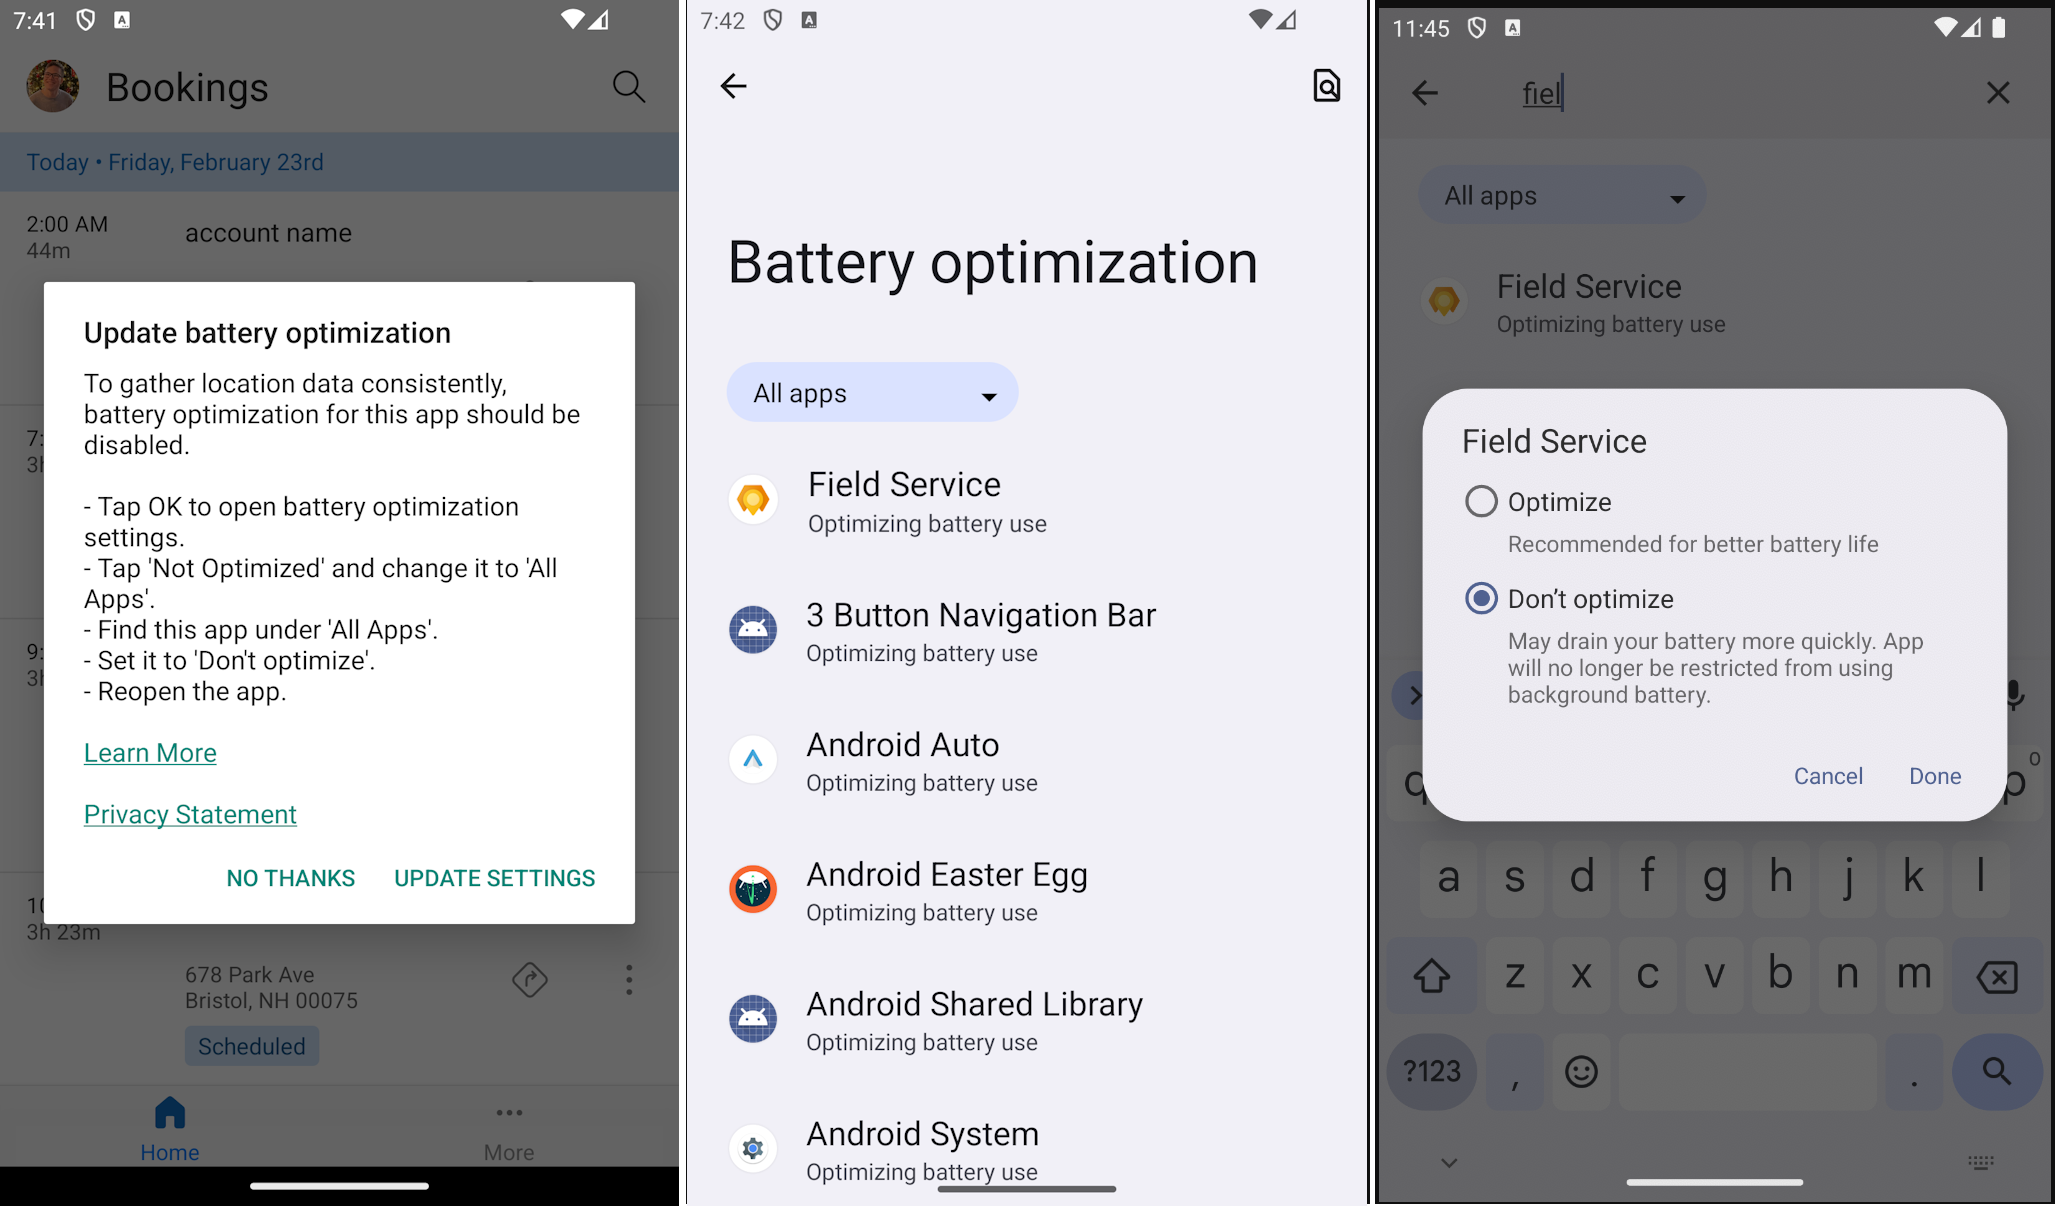 7:41
Bookings
Today • Friday, February 23rd
2:00 AM
44m
account name
Update battery optimization
To gather location data consistently,
battery optimization for this app should be
disabled.
- Tap OK to open battery optimization
settings.
- Tap 'Not Optimized' and change it to 'All
Apps'.
- Find this app under 'All Apps'.
- Set it to 'Don't optimize'.
- Reopen the app.
Learn More
Privacy Statement
NO THANKS UPDATE SETTINGS
3h 23m
678 Park Ave
Bristol, NH 00075
Scheduled
Home
More
7:42
Battery optimization
All apps
Field Service
Optimizing battery use
3 Button Navigation Bar
Optimizing battery use
Android Auto
Optimizing battery use
Android Easter Egg
Optimizing battery use
Android Shared Library
Optimizing battery use
Android System
Optimizing battery use
11:45
fiel
All apps
Field Service
Optimizing battery use
Field Service
Optimize
Recommended for better battery life
Don't optimize
May drain your battery more quickly. App
will no longer be restricted from using
background battery.
Cancel Done
q p 0
a s d f g h j k l
z x c v b n m
?123 , .